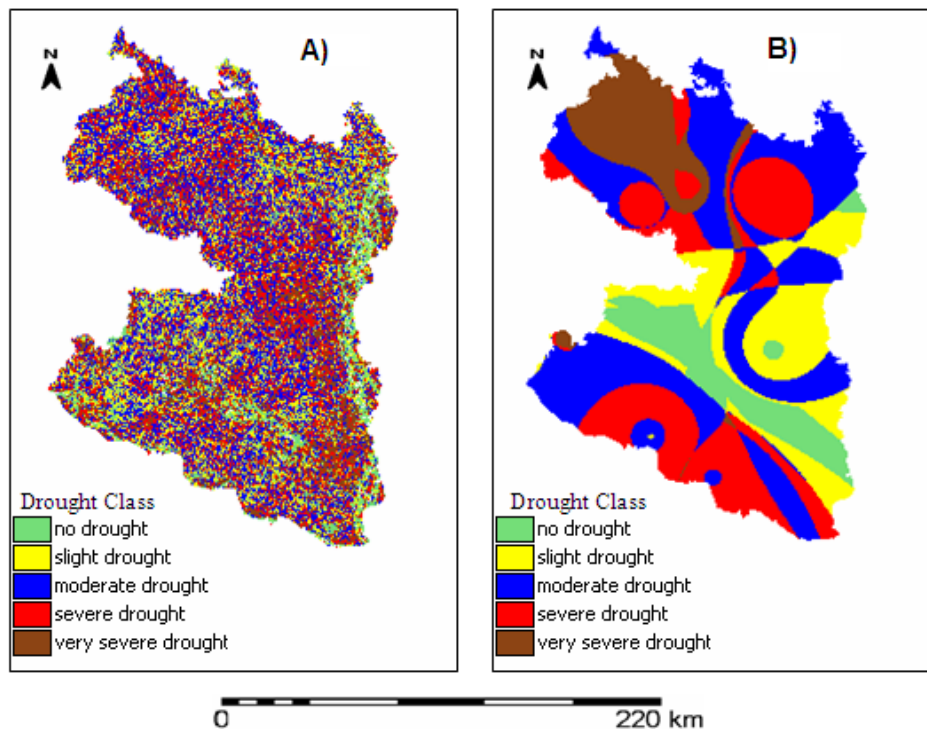 A)
N
Drought Class
no drought
slight drought
moderate drought
severe drought
very severe drought
B)
N
Drought Class
no drought
slight drought
moderate drought
severe drought
very severe drought
0 220 km